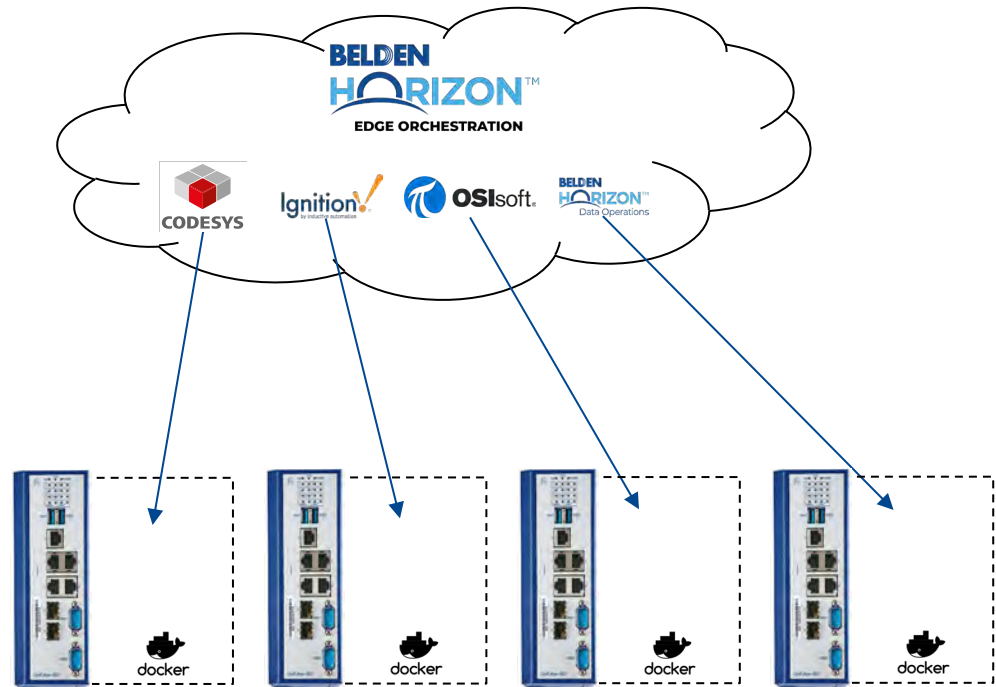 BELDEN
HORIZON™
EDGE ORCHESTRATION
CODESYS
Ignition!
by inductive automation
OSIsoft.
BELDEN
HORIZON™
Data Operations
docker
docker
docker
docker